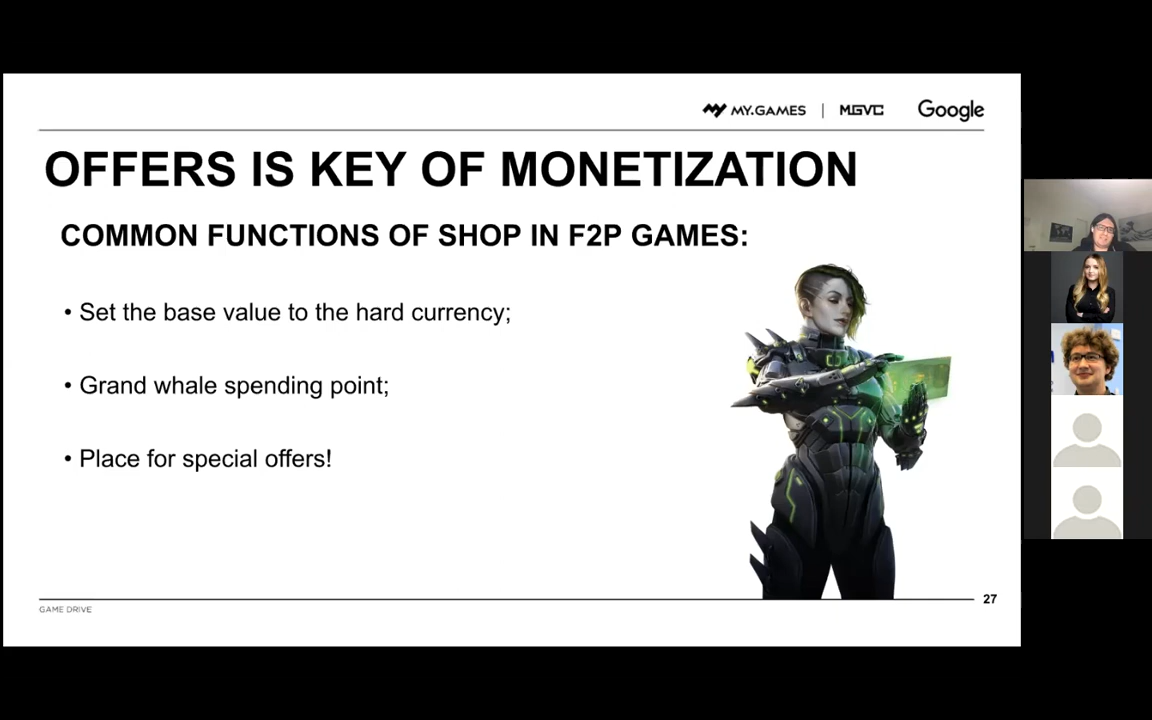 MY.GAMES | MGVC Google
OFFERS IS KEY OF MONETIZATION
COMMON FUNCTIONS OF SHOP IN F2P GAMES:
• Set the base value to the hard currency;
• Grand whale spending point;
• Place for special offers!
27
GAME DRIVE